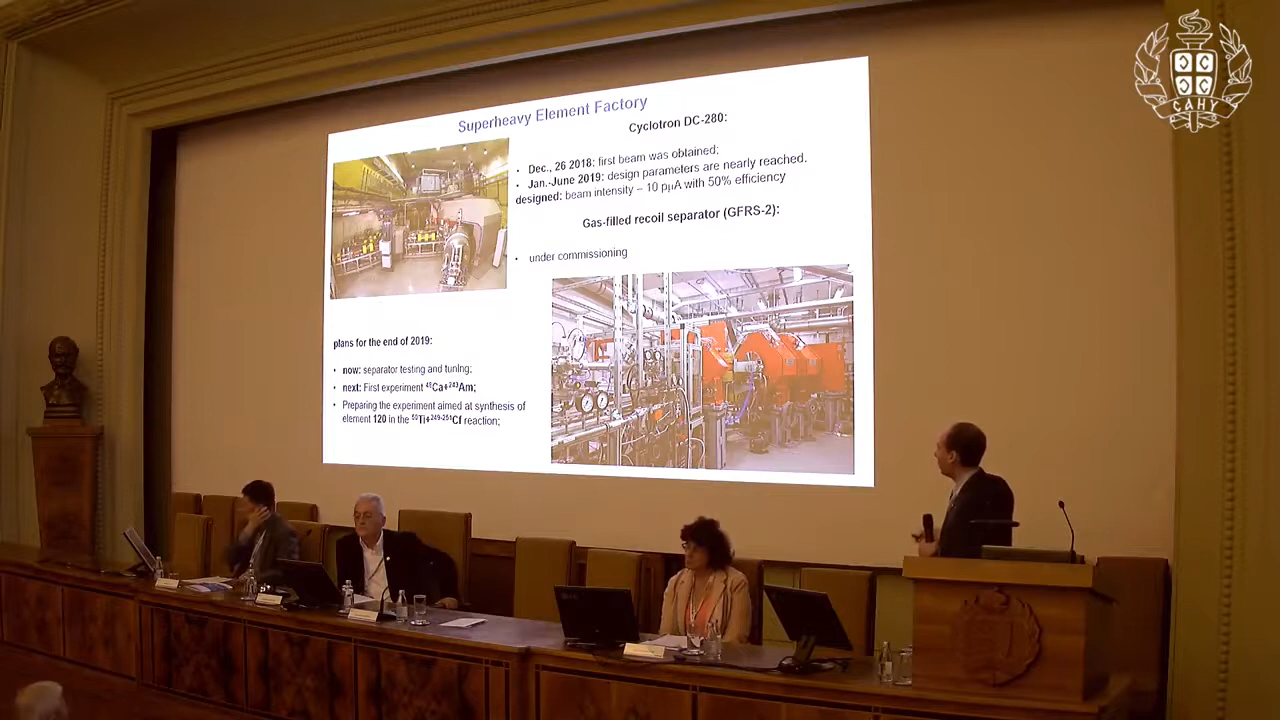 Superheavy Element Factory
Cyclotron DC-280:
• Dec., 26 2018: first beam was obtained;
• Jan.-June 2019: design parameters are nearly reached.
designed: beam intensity – 10 pµA with 50% efficiency
Gas-filled recoil separator (GFRS-2):
• under commissioning
plans for the end of 2019:
• now: separator testing and tuning;
• next: First experiment ⁴⁸Ca+²⁴³Am;
• Preparing the experiment aimed at synthesis of
element 120 in the ⁵⁰Ti+²⁴⁹⁻²⁵¹Cf reaction;
САНУ